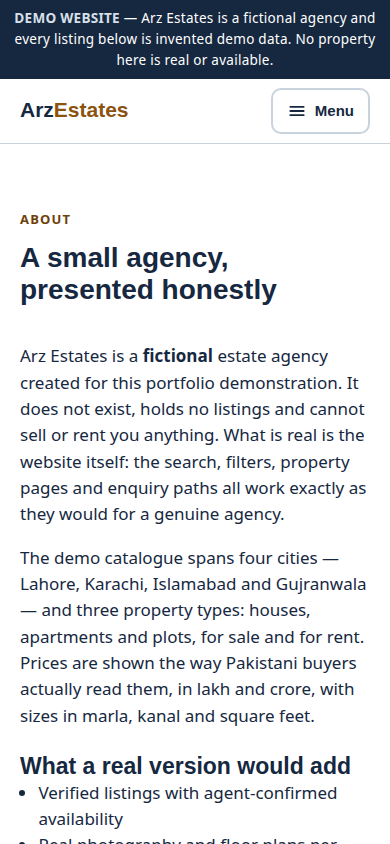 DEMO WEBSITE — Arz Estates is a fictional agency and
every listing below is invented demo data. No property
here is real or available.
ArzEstates
Menu
ABOUT
A small agency,
presented honestly
Arz Estates is a fictional estate agency
created for this portfolio demonstration. It
does not exist, holds no listings and cannot
sell or rent you anything. What is real is the
website itself: the search, filters, property
pages and enquiry paths all work exactly as
they would for a genuine agency.
The demo catalogue spans four cities —
Lahore, Karachi, Islamabad and Gujranwala
— and three property types: houses,
apartments and plots, for sale and for rent.
Prices are shown the way Pakistani buyers
actually read them, in lakh and crore, with
sizes in marla, kanal and square feet.
What a real version would add
• Verified listings with agent-confirmed
availability
• Real photography and floor plans per